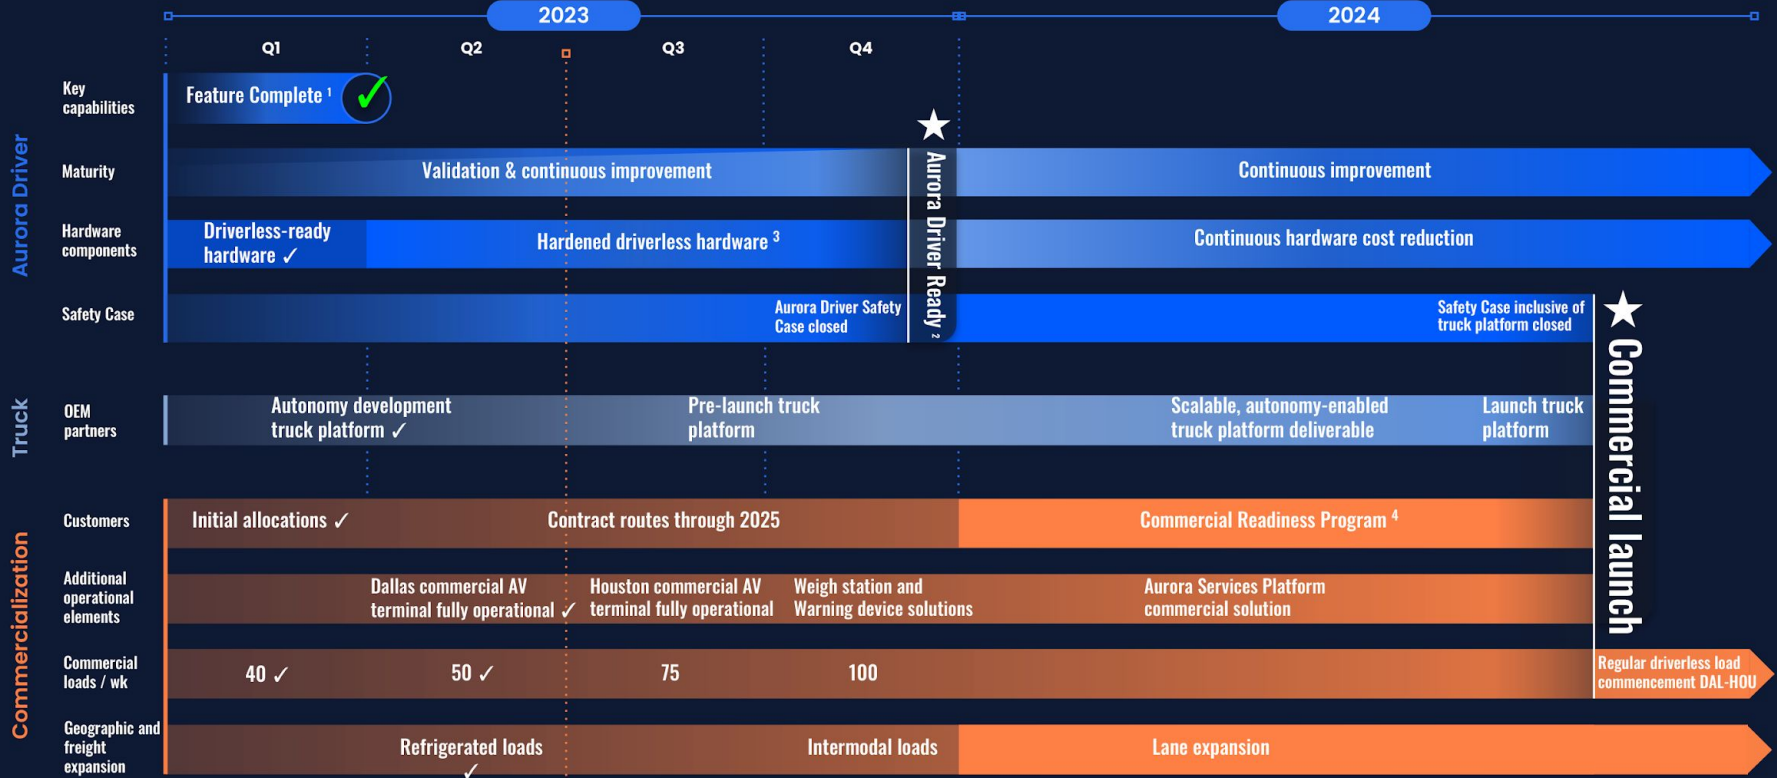 2023
2024
Q1
Q2
Q3
Q4
Aurora Driver
Key
capabilities
Feature Complete 1
✓
Maturity
Validation & continuous improvement
Continuous improvement
Hardware
components
Driverless-ready
hardware ✓
Hardened driverless hardware 3
Continuous hardware cost reduction
Safety Case
Aurora Driver Safety
Case closed
Safety Case inclusive of
truck platform closed
★ Aurora Driver Ready 2
Truck
OEM
partners
Autonomy development
truck platform ✓
Pre-launch truck
platform
Scalable, autonomy-enabled
truck platform deliverable
Launch truck
platform
★ Commercial launch
Commercialization
Customers
Initial allocations ✓
Contract routes through 2025
Commercial Readiness Program 4
Additional
operational
elements
Dallas commercial AV
terminal fully operational ✓
Houston commercial AV
terminal fully operational
Weigh station and
Warning device solutions
Aurora Services Platform
commercial solution
Commercial
loads / wk
40 ✓
50 ✓
75
100
Regular driverless load
commencement DAL-HOU
Geographic and
freight
expansion
Refrigerated loads
✓
Intermodal loads
Lane expansion